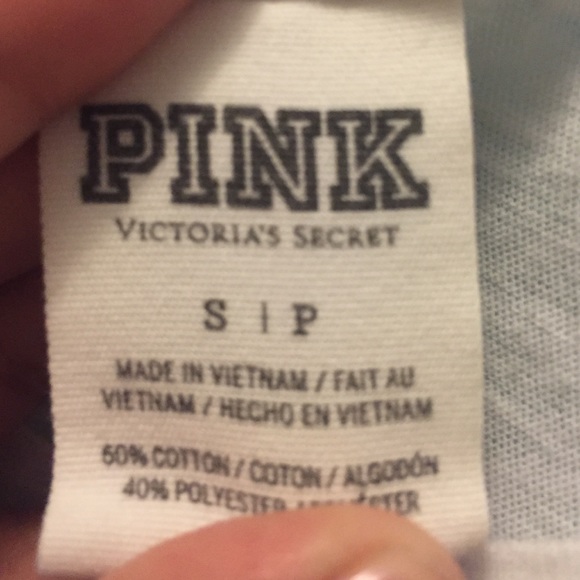 PINK
VICTORIA'S SECRET
S | P
MADE IN VIETNAM / FAIT AU
VIETNAM / HECHO EN VIETNAM
60% COTTON / COTON / ALGODÓN
40% POLYESTER